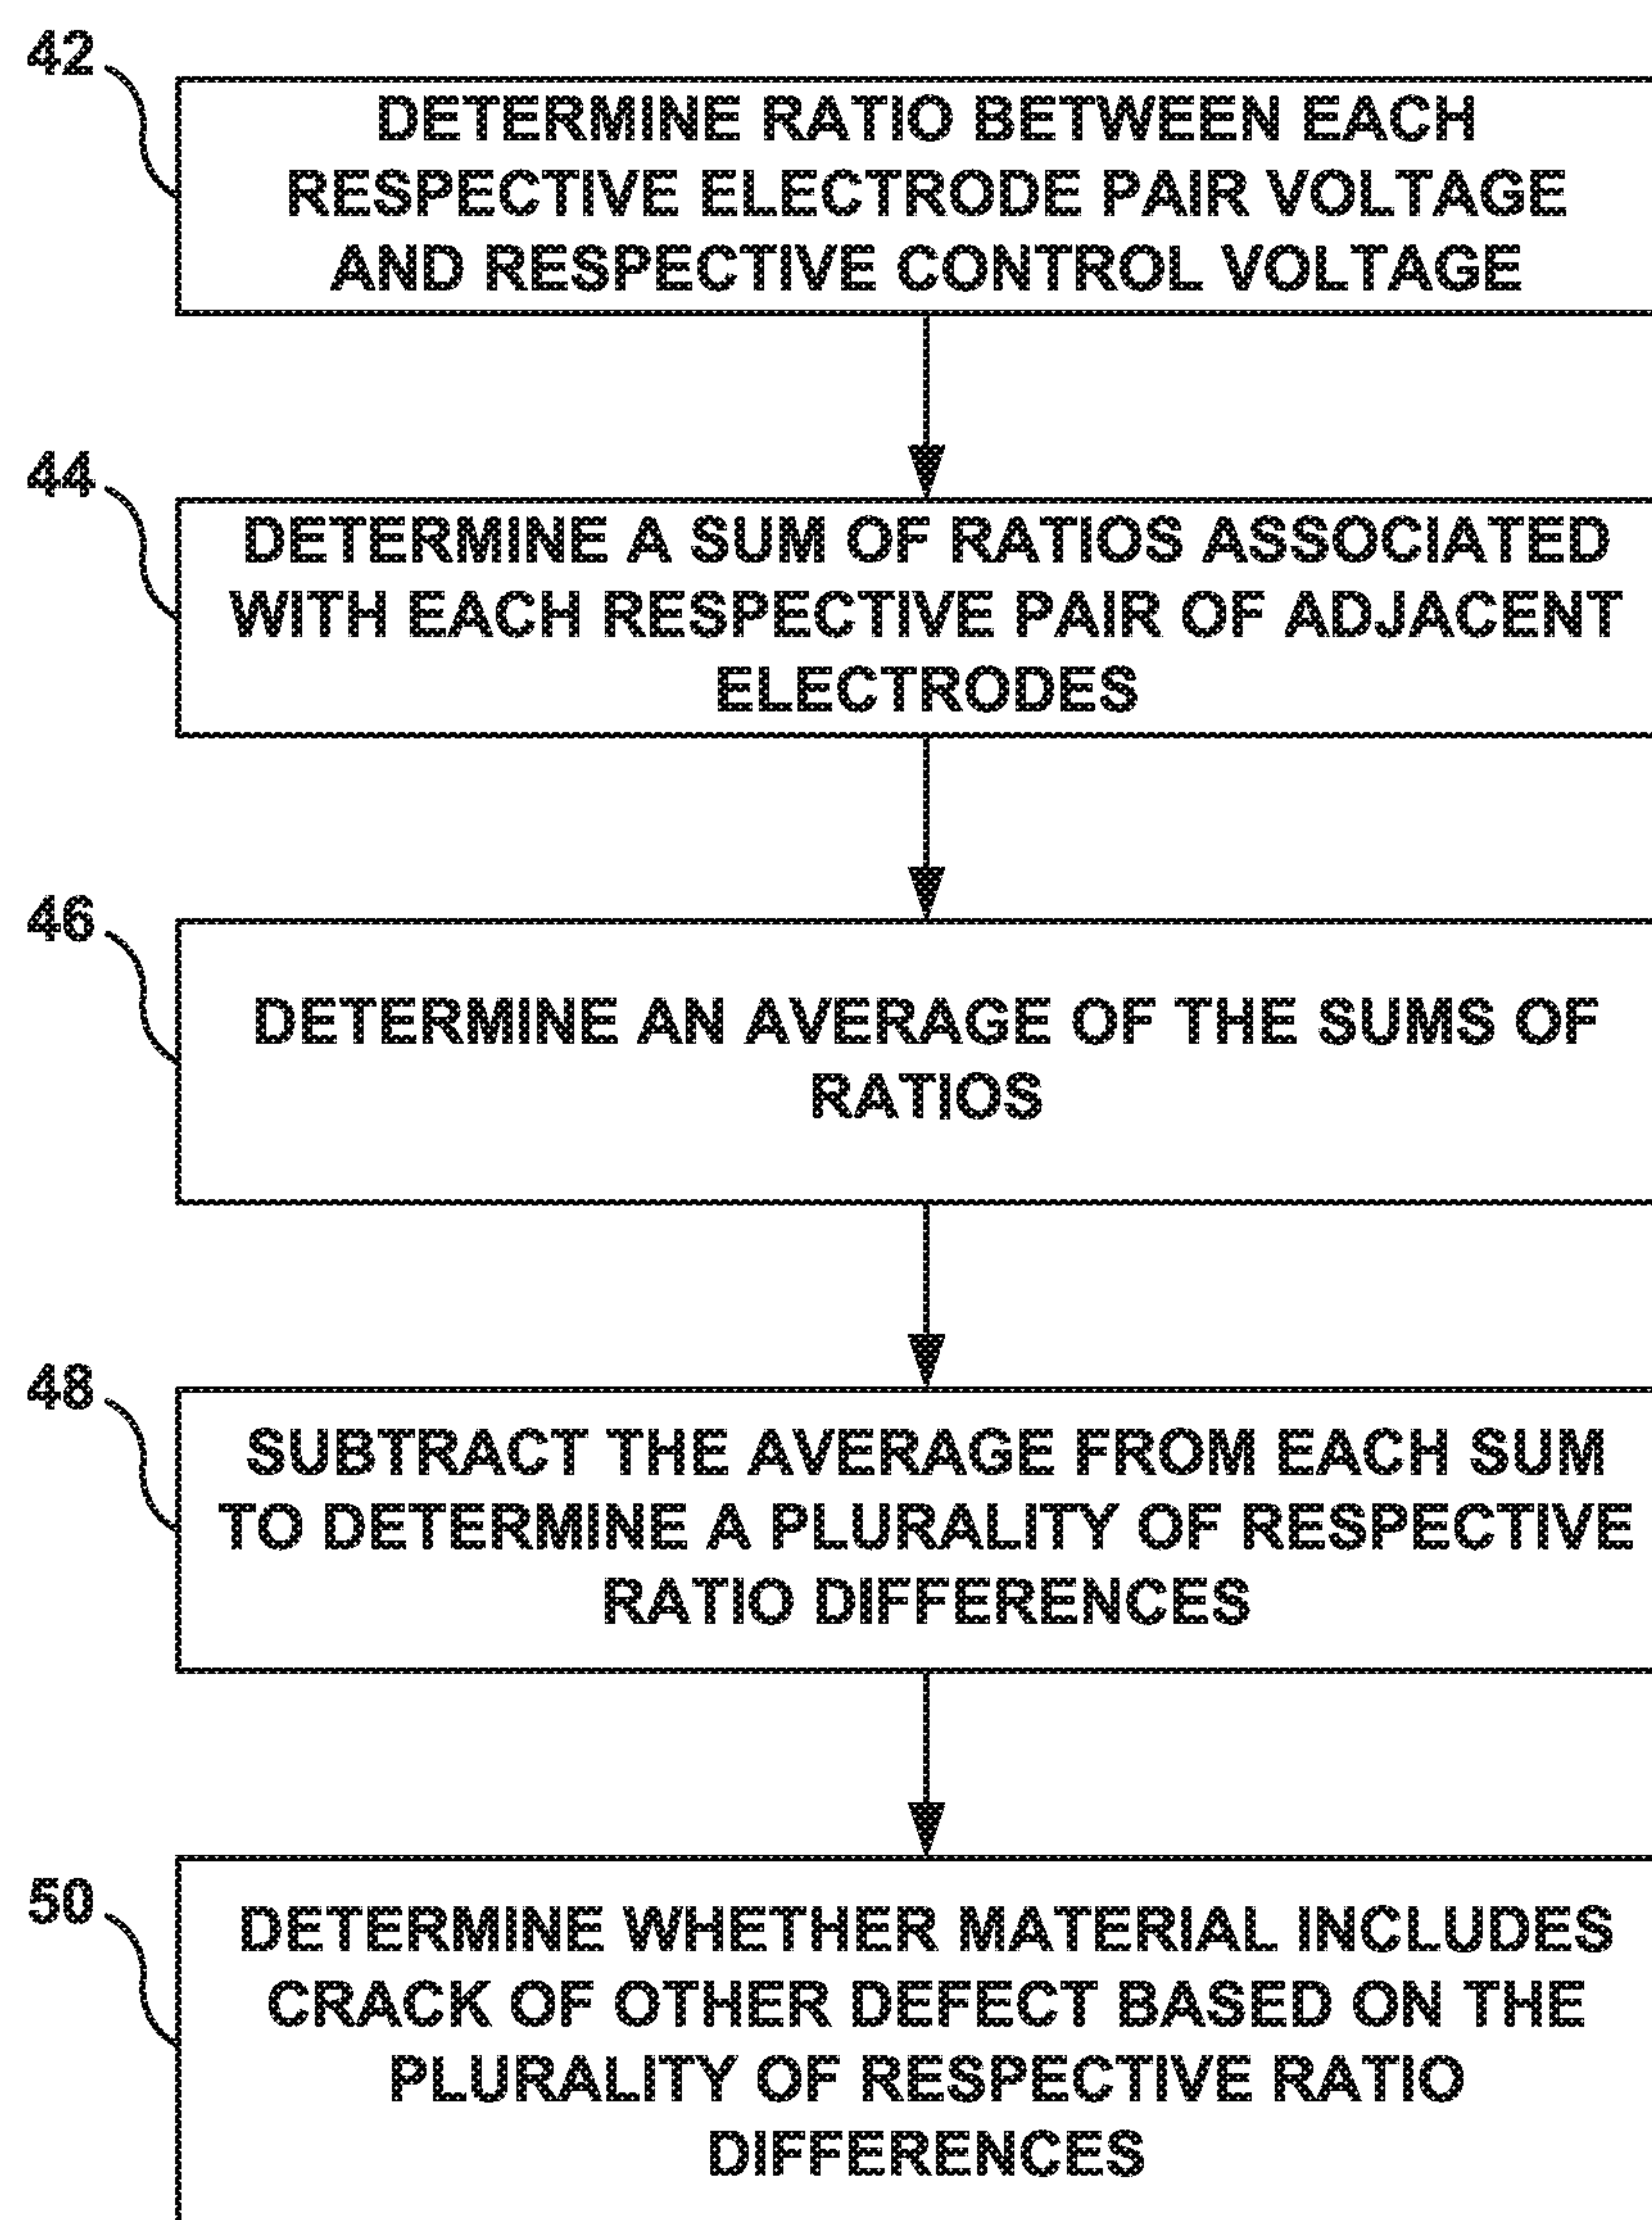 42
DETERMINE RATIO BETWEEN EACH
RESPECTIVE ELECTRODE PAIR VOLTAGE
AND RESPECTIVE CONTROL VOLTAGE
44
DETERMINE A SUM OF RATIOS ASSOCIATED
WITH EACH RESPECTIVE PAIR OF ADJACENT
ELECTRODES
46
DETERMINE AN AVERAGE OF THE SUMS OF
RATIOS
48
SUBTRACT THE AVERAGE FROM EACH SUM
TO DETERMINE A PLURALITY OF RESPECTIVE
RATIO DIFFERENCES
50
DETERMINE WHETHER MATERIAL INCLUDES
CRACK OF OTHER DEFECT BASED ON THE
PLURALITY OF RESPECTIVE RATIO
DIFFERENCES